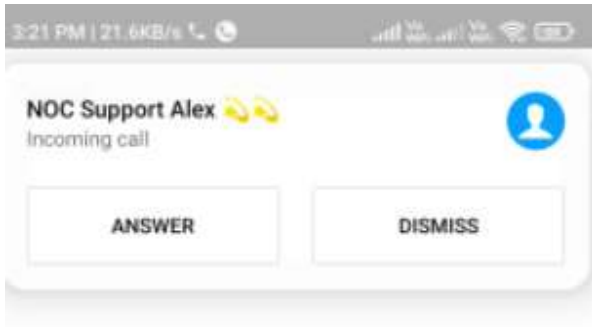 3:21 PM | 21.6KB/s
NOC Support Alex 💫💫
Incoming call
ANSWER
DISMISS